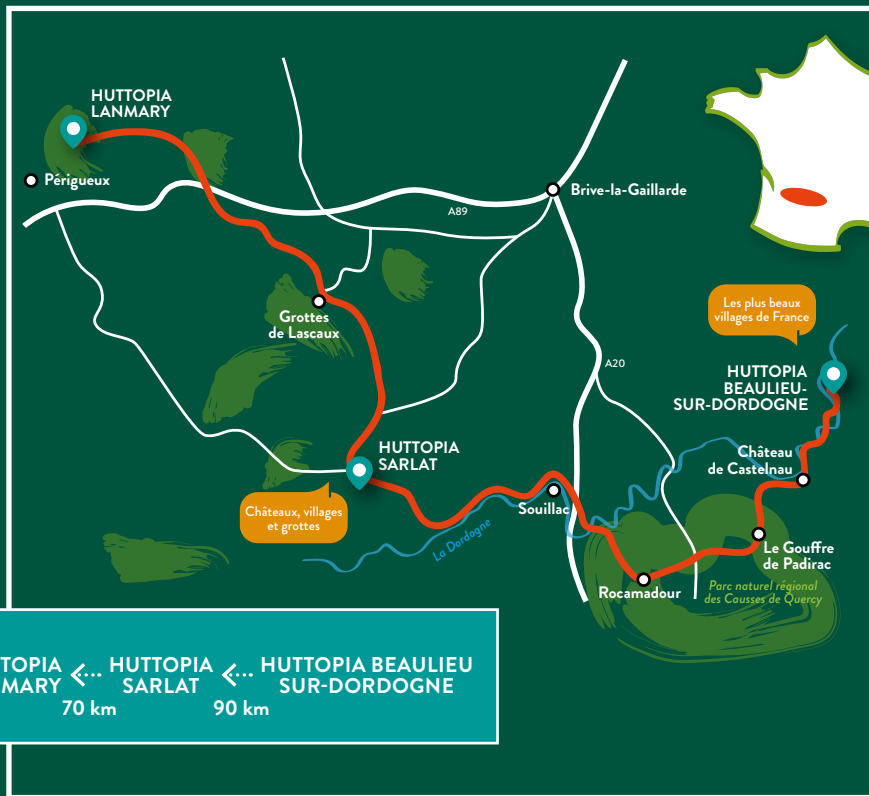 HUTTOPIA
LANMARY
Périgueux
Brive-la-Gaillarde
A89
Les plus beaux
villages de France
Grottes
de Lascaux
A20
HUTTOPIA
BEAULIEU-
SUR-DORDOGNE
HUTTOPIA
SARLAT
Château
de Castelnau
Châteaux, villages
et grottes
Souillac
La Dordogne
Le Gouffre
de Padirac
Rocamadour
Parc naturel régional
des Causses de Quercy
TOPIA
MARY
HUTTOPIA
SARLAT
HUTTOPIA BEAULIEU
SUR-DORDOGNE
70 km
90 km